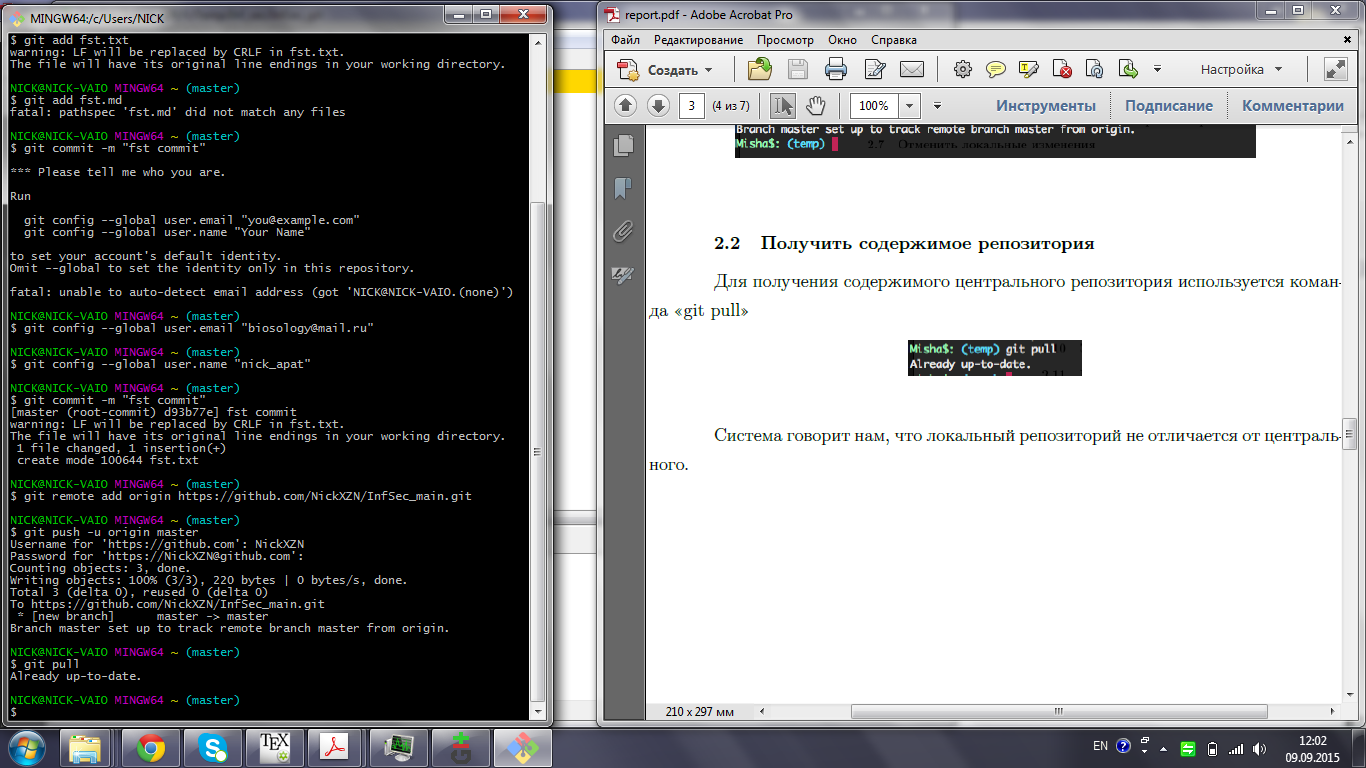 MINGW64:/c/Users/NICK
$ git add fst.txt
warning: LF will be replaced by CRLF in fst.txt.
The file will have its original line endings in your working directory.
NICK@NICK-VAIO MINGW64 ~ (master)
$ git add fst.md
fatal: pathspec 'fst.md' did not match any files
NICK@NICK-VAIO MINGW64 ~ (master)
$ git commit -m "fst commit"
*** Please tell me who you are.
Run
git config --global user.email "you@example.com"
git config --global user.name "Your Name"
to set your account's default identity.
Omit --global to set the identity only in this repository.
fatal: unable to auto-detect email address (got 'NICK@NICK-VAIO.(none)')
NICK@NICK-VAIO MINGW64 ~ (master)
$ git config --global user.email "biosology@mail.ru"
NICK@NICK-VAIO MINGW64 ~ (master)
$ git config --global user.name "nick_apat"
NICK@NICK-VAIO MINGW64 ~ (master)
$ git commit -m "fst commit"
[master (root-commit) d93b77e] fst commit
warning: LF will be replaced by CRLF in fst.txt.
The file will have its original line endings in your working directory.
1 file changed, 1 insertion(+)
create mode 100644 fst.txt
NICK@NICK-VAIO MINGW64 ~ (master)
$ git remote add origin https://github.com/NickXZN/InfSec_main.git
NICK@NICK-VAIO MINGW64 ~ (master)
$ git push -u origin master
Username for 'https://github.com': NickXZN
Password for 'https://NickXZN@github.com':
Counting objects: 3, done.
Writing objects: 100% (3/3), 220 bytes | 0 bytes/s, done.
Total 3 (delta 0), reused 0 (delta 0)
To https://github.com/NickXZN/InfSec_main.git
* [new branch] master -> master
Branch master set up to track remote branch master from origin.
NICK@NICK-VAIO MINGW64 ~ (master)
$ git pull
Already up-to-date.
NICK@NICK-VAIO MINGW64 ~ (master)
$
report.pdf - Adobe Acrobat Pro
Файл Редактирование Просмотр Окно Справка
Создать Настройка
3 (4 из 7) 100% Инструменты Подписание Комментарии
Branch master set up to track remote branch master from origin.
Misha$: (temp) 2.7 Отменить локальные изменения
2.2 Получить содержимое репозитория
Для получения содержимого центрального репозитория используется коман-
да «git pull»
Misha$: (temp) git pull
Already up-to-date.
Система говорит нам, что локальный репозиторий не отличается от централь-
ного.
210 x 297 мм
TEX
EN 12:02
09.09.2015